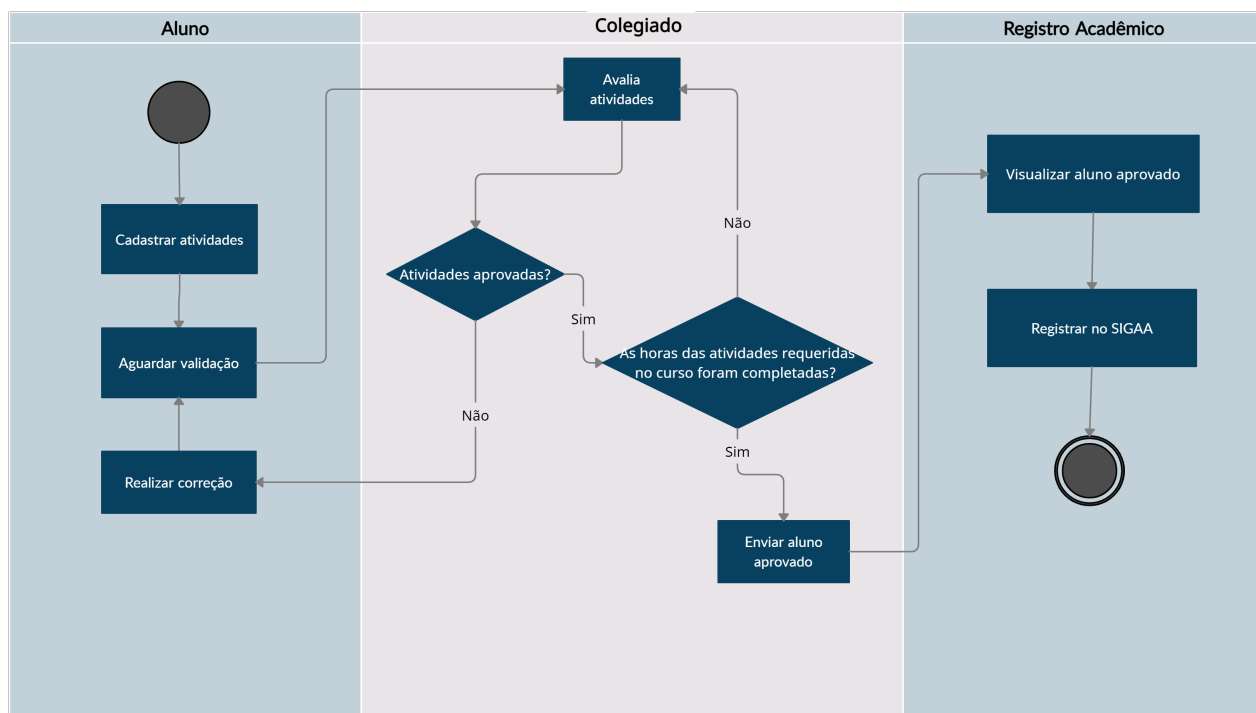 Aluno
Colegiado
Registro Acadêmico
Avalia
atividades
Visualizar aluno aprovado
Cadastrar atividades
Não
Atividades aprovadas?
Sim
Registrar no SIGAA
Aguardar validação
As horas das atividades requeridas
no curso foram completadas?
Não
Sim
Realizar correção
Enviar aluno
aprovado